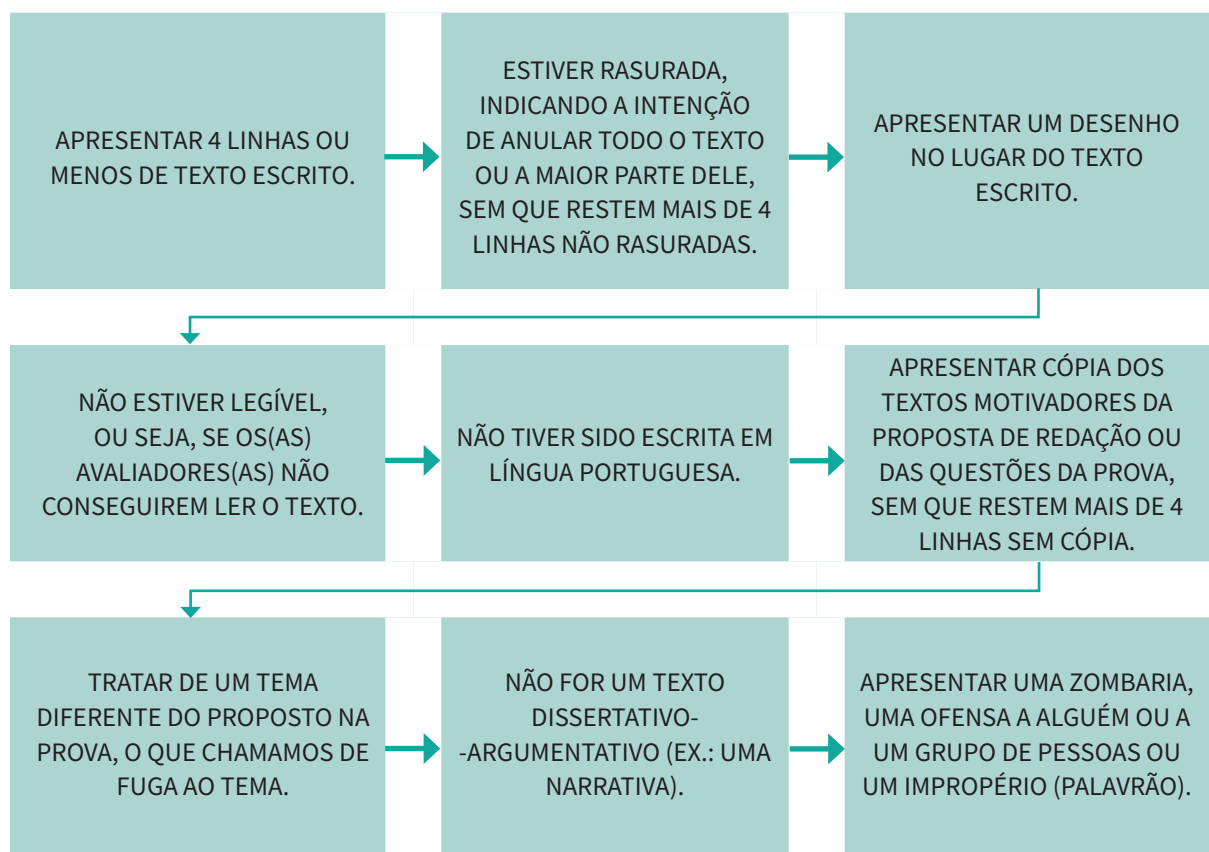 APRESENTAR 4 LINHAS OU
MENOS DE TEXTO ESCRITO.
ESTIVER RASURADA,
INDICANDO A INTENÇÃO
DE ANULAR TODO O TEXTO
OU A MAIOR PARTE DELE,
SEM QUE RESTEM MAIS DE 4
LINHAS NÃO RASURADAS.
APRESENTAR UM DESENHO
NO LUGAR DO TEXTO
ESCRITO.
NÃO ESTIVER LEGÍVEL,
OU SEJA, SE OS(AS)
AVALIADORES(AS) NÃO
CONSEGUIREM LER O TEXTO.
NÃO TIVER SIDO ESCRITA EM
LÍNGUA PORTUGUESA.
APRESENTAR CÓPIA DOS
TEXTOS MOTIVADORES DA
PROPOSTA DE REDAÇÃO OU
DAS QUESTÕES DA PROVA,
SEM QUE RESTEM MAIS DE 4
LINHAS SEM CÓPIA.
TRATAR DE UM TEMA
DIFERENTE DO PROPOSTO NA
PROVA, O QUE CHAMAMOS DE
FUGA AO TEMA.
NÃO FOR UM TEXTO
DISSERTATIVO-
-ARGUMENTATIVO (EX.: UMA
NARRATIVA).
APRESENTAR UMA ZOMBARIA,
UMA OFENSA A ALGUÉM OU A
UM GRUPO DE PESSOAS OU
UM IMPROPÉRIO (PALAVRÃO).